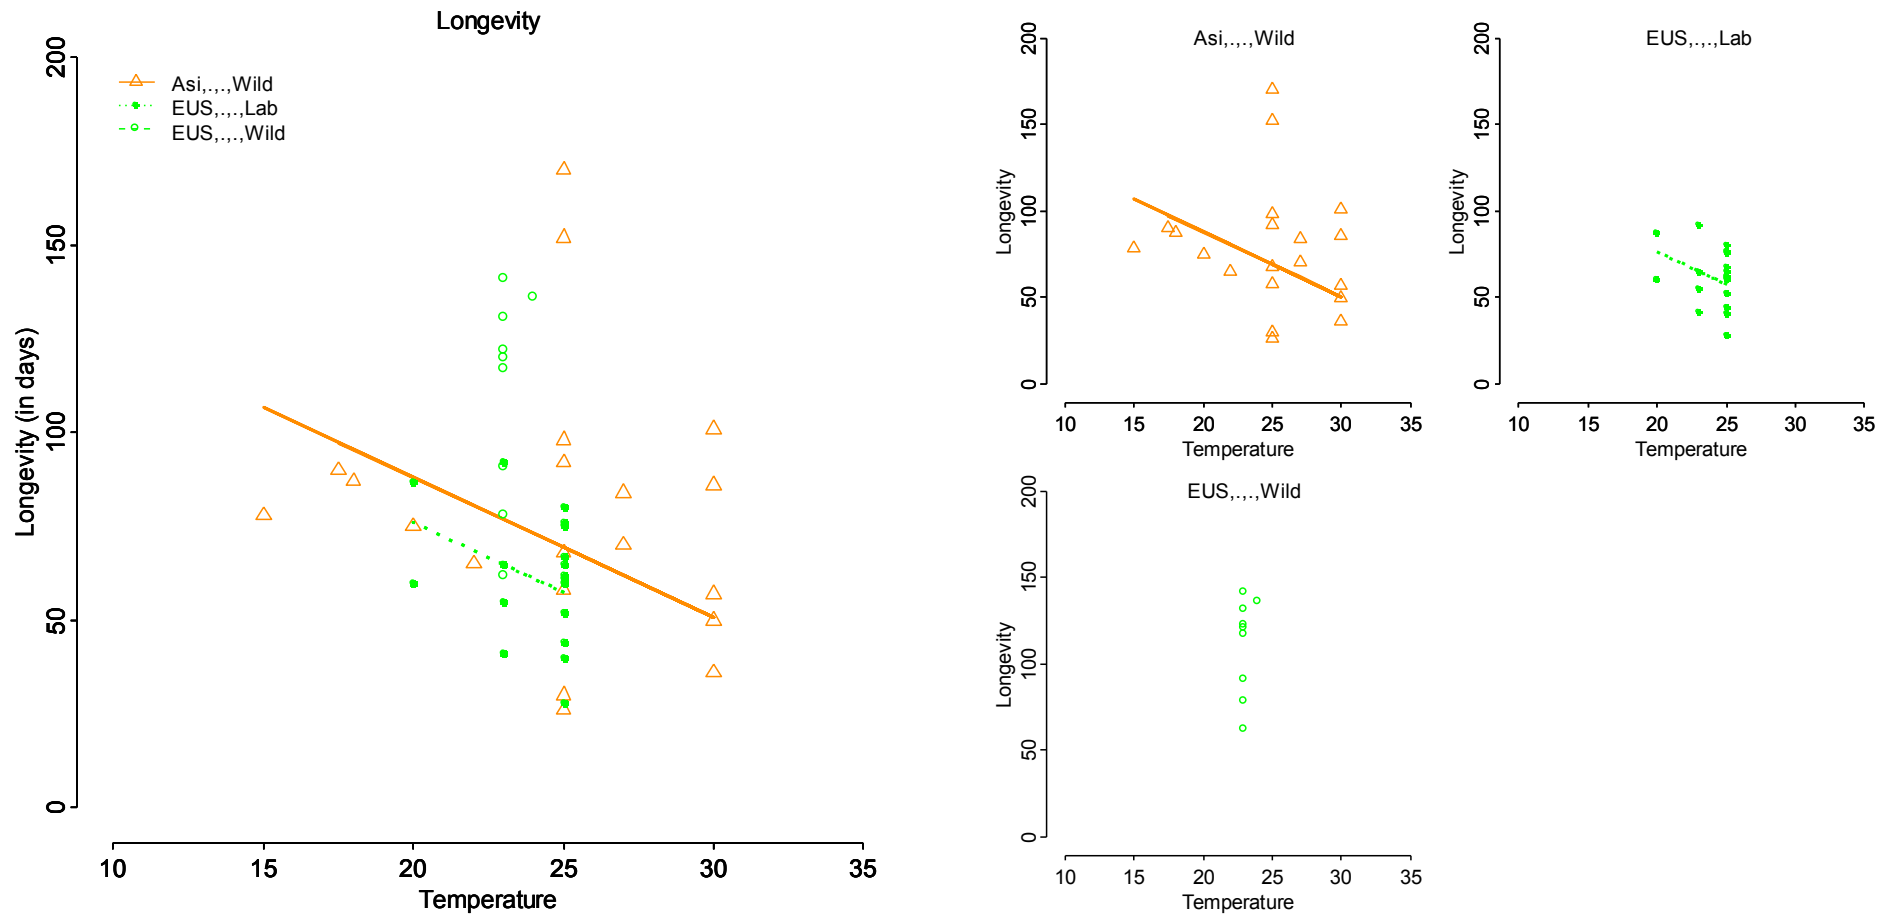 Longevity
Asi,.,.,Wild
EUS,.,.,Lab
EUS,.,.,Wild
Longevity (in days)
0 50 100 150 200
10 15 20 25 30 35
Temperature
Asi,.,.,Wild
Longevity
0 50 100 150 200
10 15 20 25 30 35
Temperature
EUS,.,.,Lab
Longevity
0 50 100 150 200
10 15 20 25 30 35
Temperature
EUS,.,.,Wild
Longevity
0 50 100 150 200
10 15 20 25 30 35
Temperature